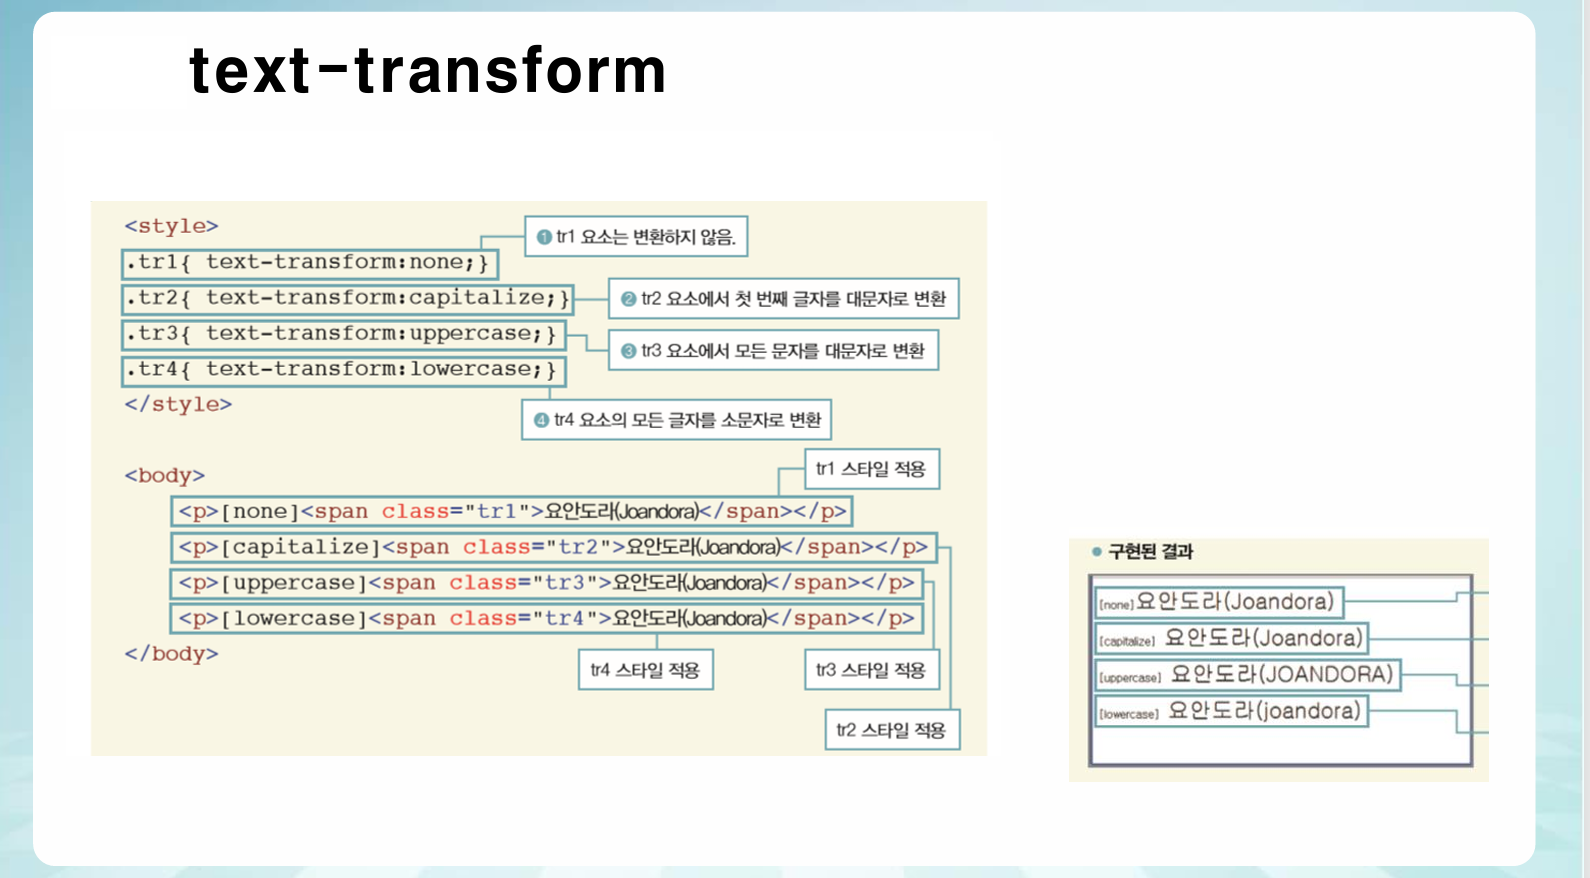 text-transform
<style>
❶ tr1 요소는 변환하지 않음.
.tr1{ text-transform:none;}
.tr2{ text-transform:capitalize;}
❷ tr2 요소에서 첫 번째 글자를 대문자로 변환
.tr3{ text-transform:uppercase;}
❸ tr3 요소에서 모든 문자를 대문자로 변환
.tr4{ text-transform:lowercase;}
</style>
❹ tr4 요소의 모든 글자를 소문자로 변환
<body>
tr1 스타일 적용
<p>[none]<span class="tr1">요안도라(Joandora)</span></p>
<p>[capitalize]<span class="tr2">요안도라(Joandora)</span></p>
<p>[uppercase]<span class="tr3">요안도라(Joandora)</span></p>
<p>[lowercase]<span class="tr4">요안도라(Joandora)</span></p>
</body>
tr4 스타일 적용
tr3 스타일 적용
tr2 스타일 적용
• 구현된 결과
[none]요안도라(Joandora)
[capitalize] 요안도라(Joandora)
[uppercase] 요안도라(JOANDORA)
[lowercase] 요안도라(joandora)